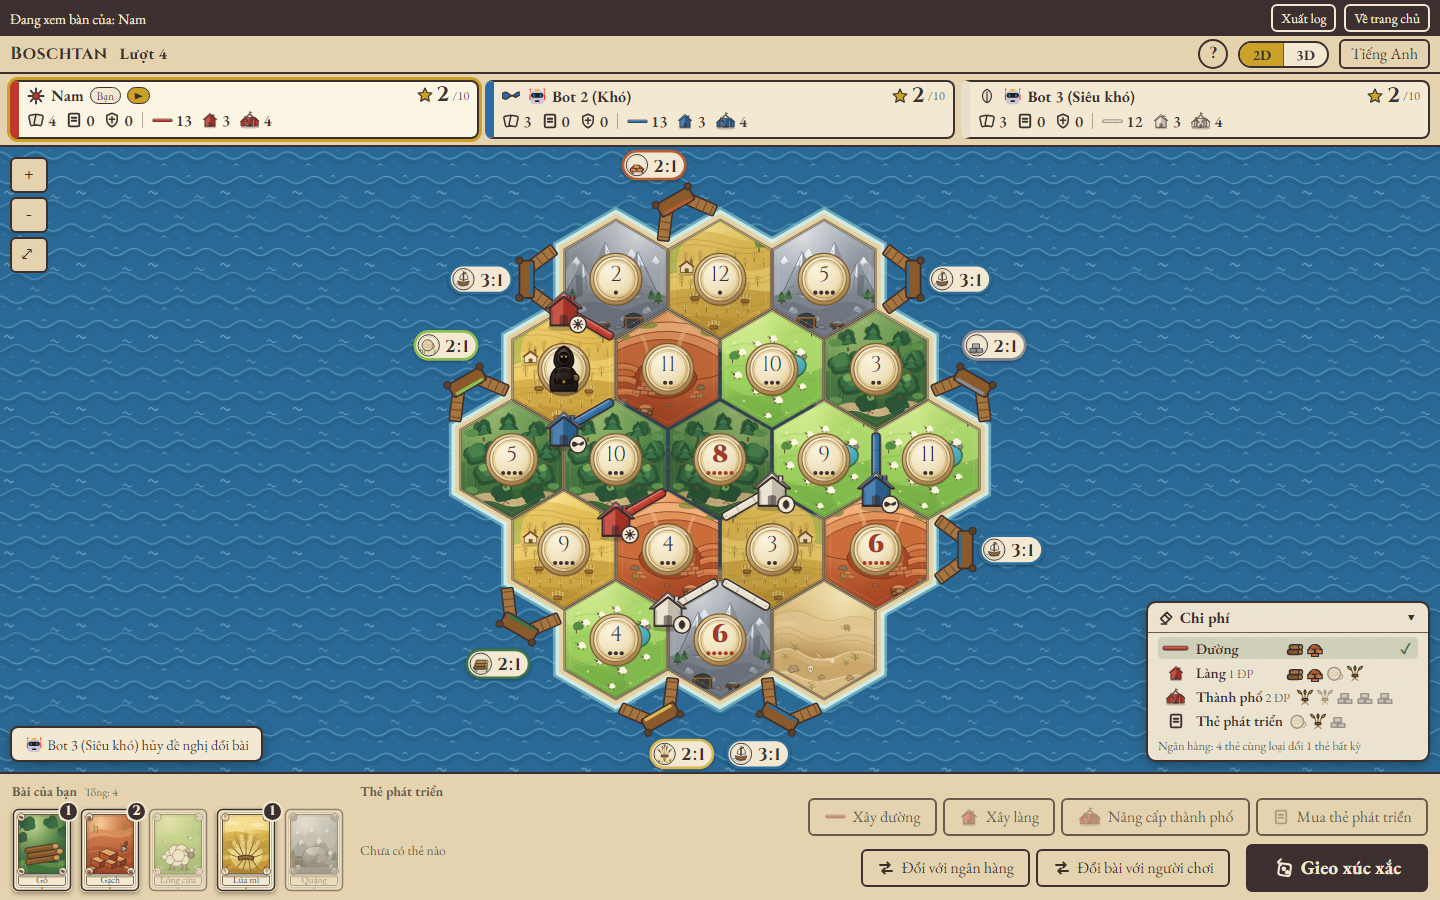 Đang xem bàn của: Nam
Xuất log
Về trang chủ
BOSCHTAN Lượt 4
?
2D 3D
Tiếng Anh
Nam Bạn 2 /10
4 0 0 13 3 4
Bot 2 (Khó) 2 /10
3 0 0 13 3 4
Bot 3 (Siêu khó) 2 /10
3 0 0 12 3 4
+
-
2:1
3:1
3:1
2:1
2:1
2 12 5
11 10 3
5 10 8 9 11
9 4 3 6
4 6
3:1
2:1
2:1
3:1
Chi phí
Đường
Làng 1 ĐP
Thành phố 2 ĐP
Thẻ phát triển
Ngân hàng: 4 thẻ cùng loại đổi 1 thẻ bất kỳ
Bot 3 (Siêu khó) hủy đề nghị đổi bài
Bài của bạn Tổng: 4
1 2 1
Gỗ Gạch Lông cừu Lúa mì Quặng
Thẻ phát triển
Chưa có thẻ nào
Xây đường
Xây làng
Nâng cấp thành phố
Mua thẻ phát triển
Đổi với ngân hàng
Đổi bài với người chơi
Gieo xúc xắc